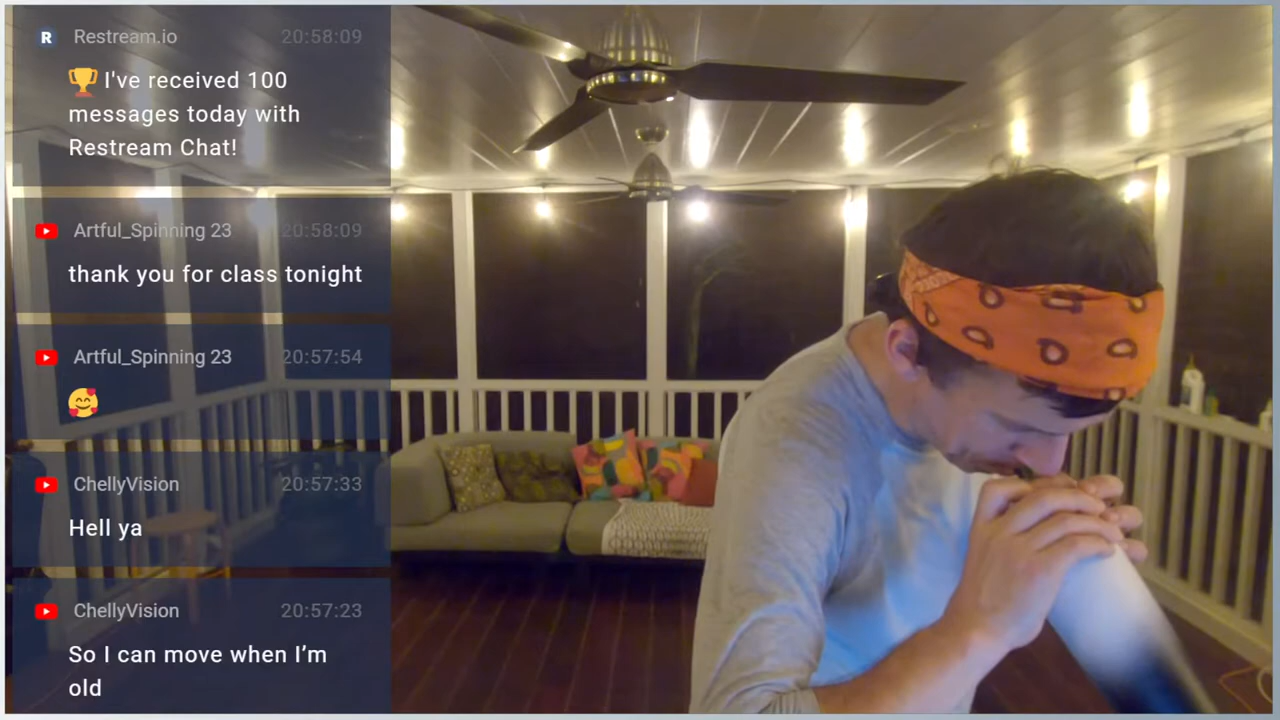 R Restream.io 20:58:09
🏆 I've received 100
messages today with
Restream Chat!
Artful_Spinning 23 20:58:09
thank you for class tonight
Artful_Spinning 23 20:57:54
🥰
ChellyVision 20:57:33
Hell ya
ChellyVision 20:57:23
So I can move when I’m
old